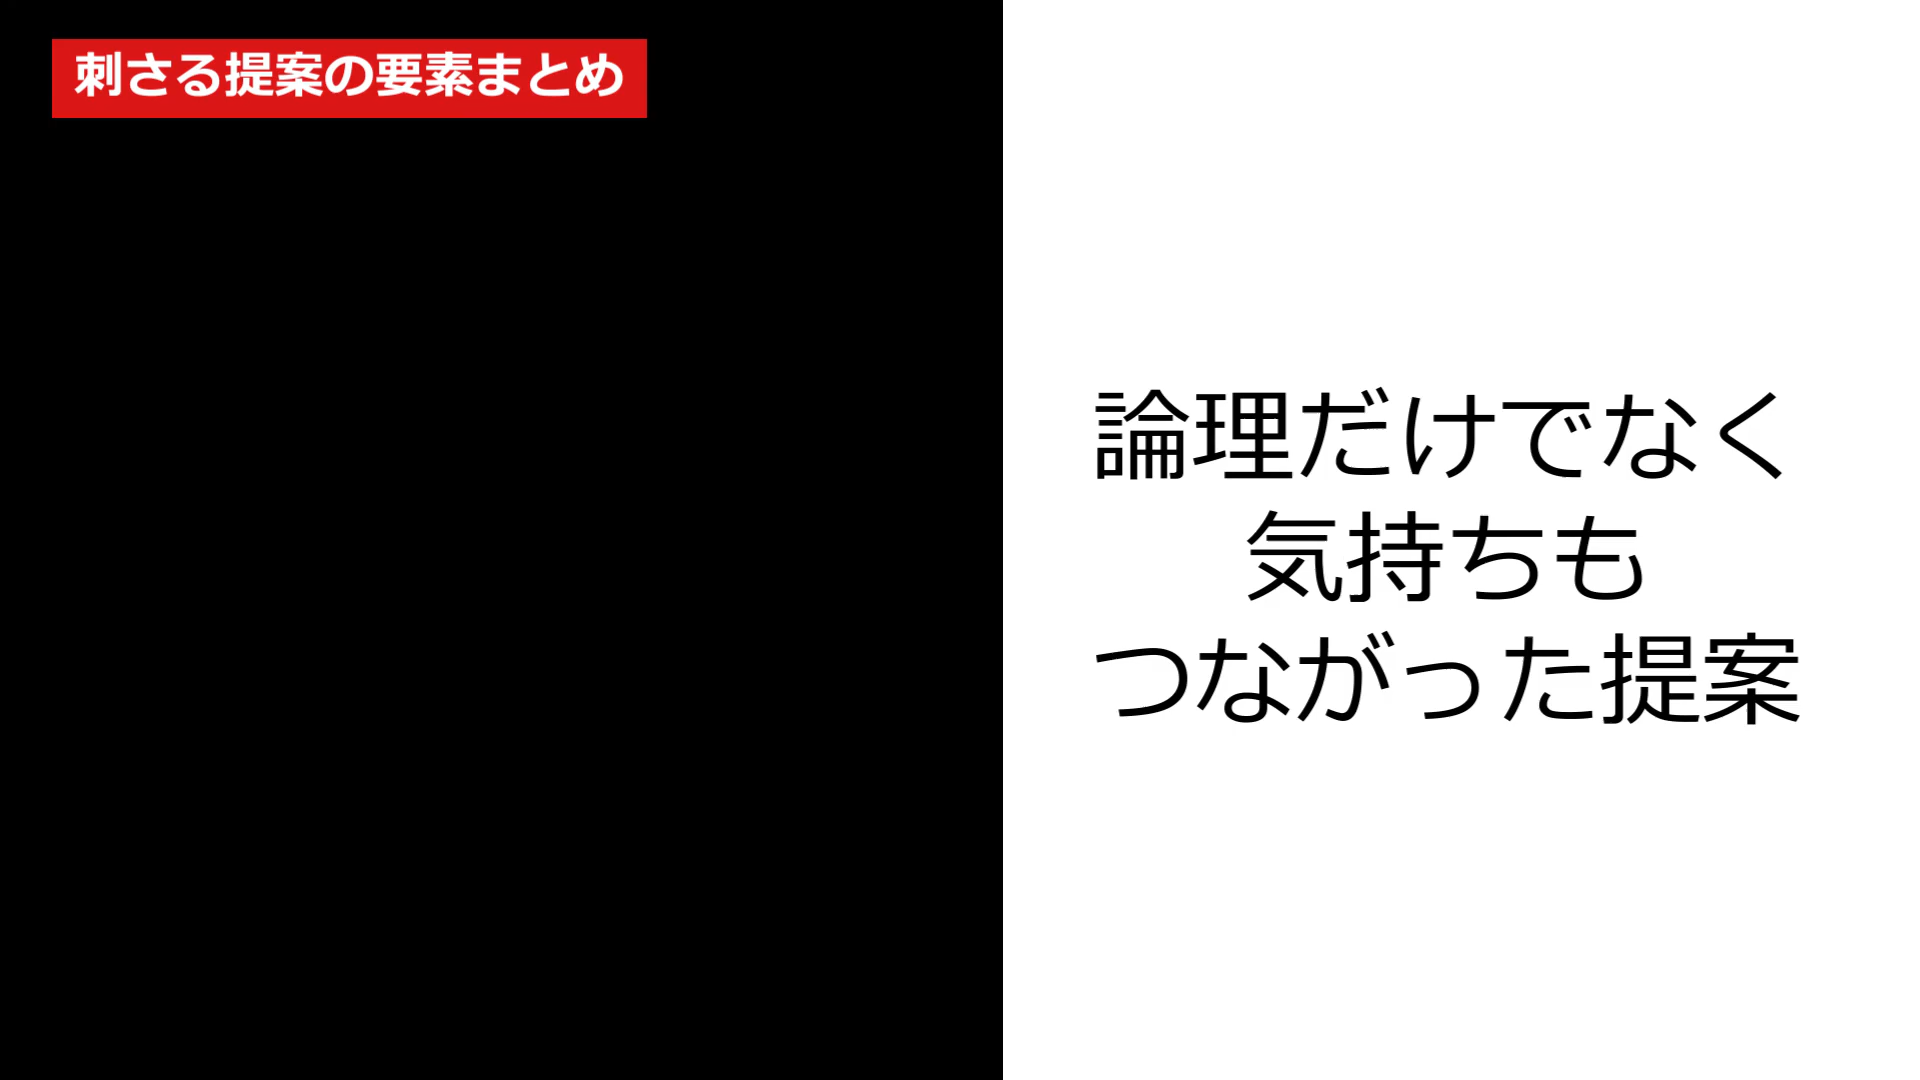 刺さる提案の要素まとめ
論理だけでなく
気持ちも
つながった提案